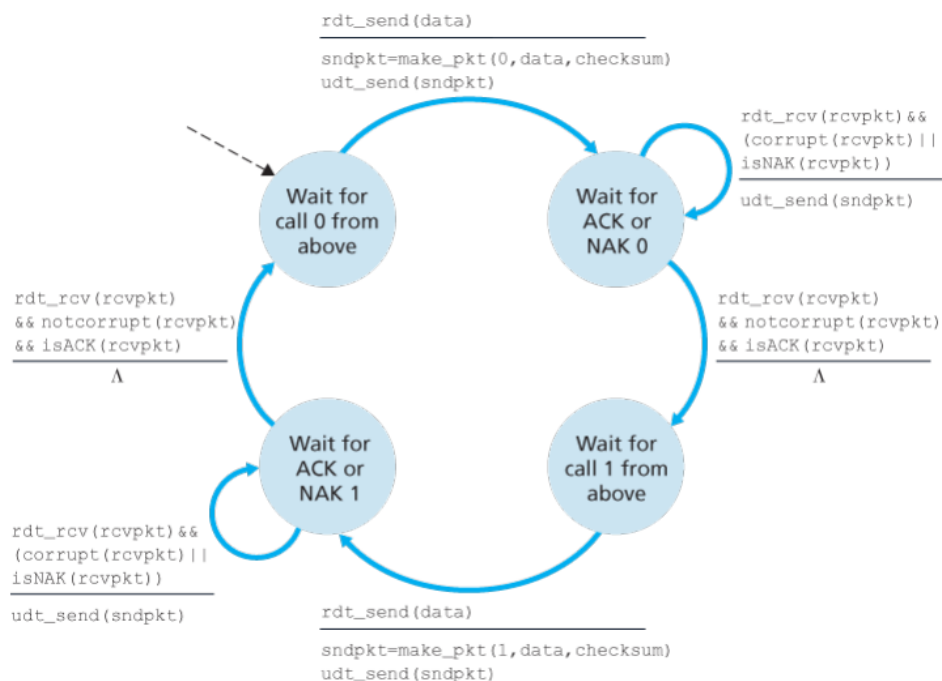 rdt_send(data)
sndpkt=make_pkt(0,data,checksum)
udt_send(sndpkt)
rdt_rcv(rcvpkt)&&
(corrupt(rcvpkt)||
isNAK(rcvpkt))
udt_send(sndpkt)
Wait for
call 0 from
above
Wait for
ACK or
NAK 0
rdt_rcv(rcvpkt)
&& notcorrupt(rcvpkt)
&& isACK(rcvpkt)
Λ
rdt_rcv(rcvpkt)
&& notcorrupt(rcvpkt)
&& isACK(rcvpkt)
Λ
Wait for
ACK or
NAK 1
Wait for
call 1 from
above
rdt_rcv(rcvpkt)&&
(corrupt(rcvpkt)||
isNAK(rcvpkt))
udt_send(sndpkt)
rdt_send(data)
sndpkt=make_pkt(1,data,checksum)
udt_send(sndpkt)